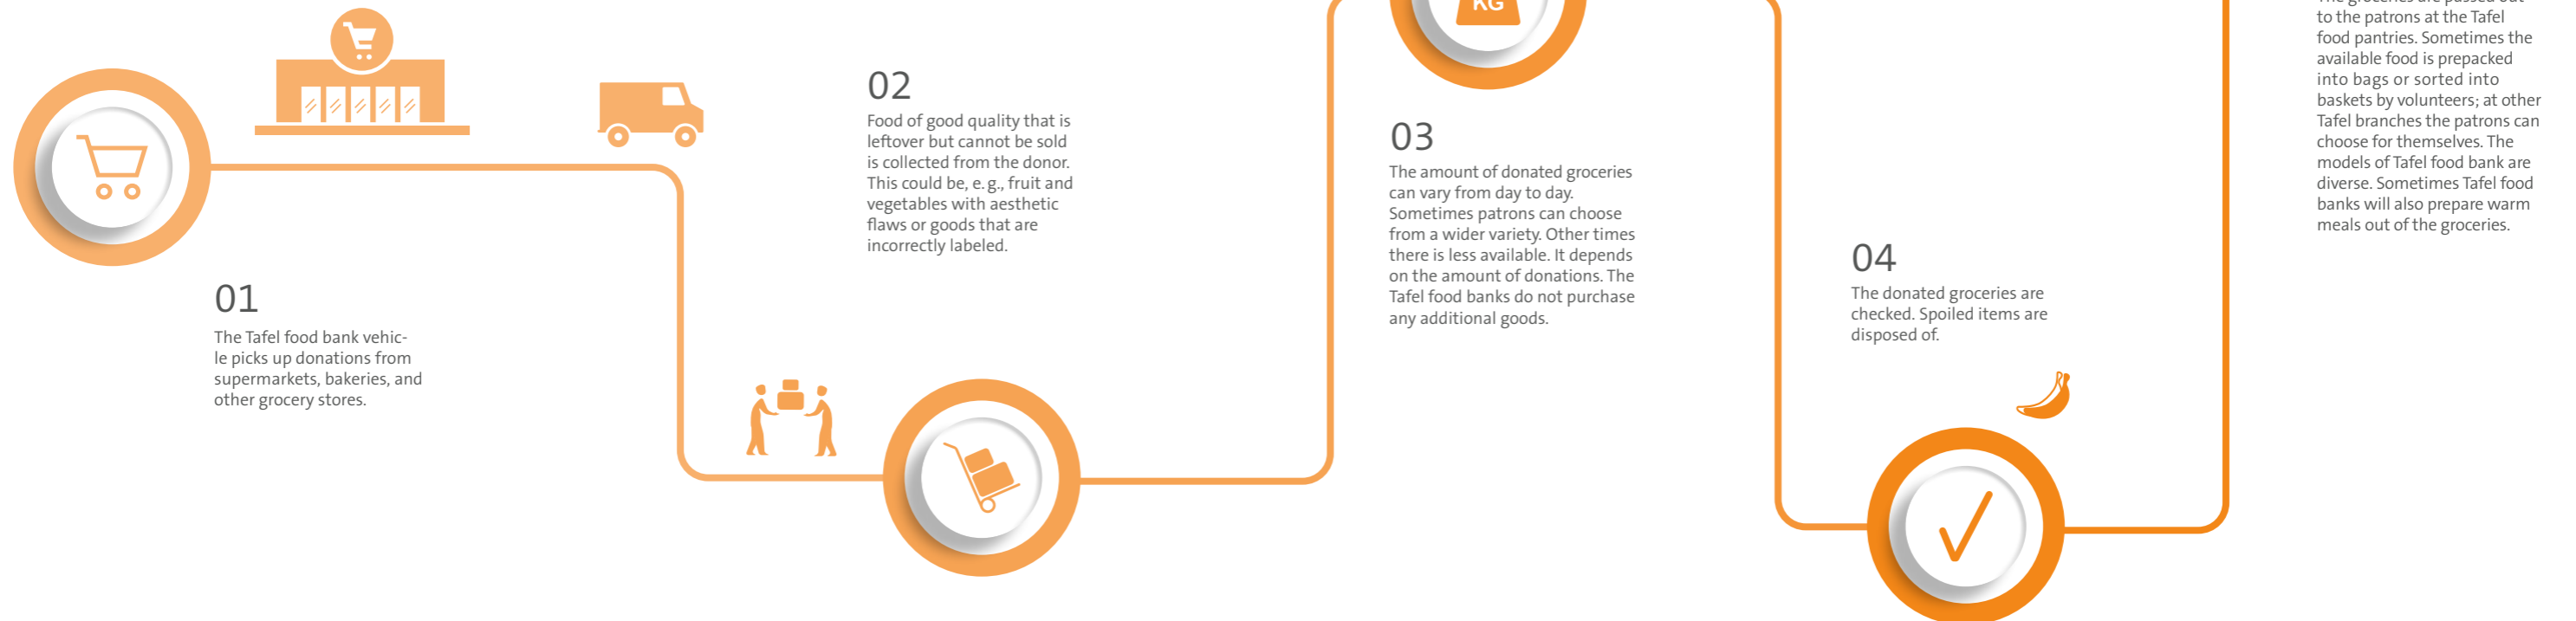 01
The Tafel food bank vehic-
le picks up donations from
supermarkets, bakeries, and
other grocery stores.
02
Food of good quality that is
leftover but cannot be sold
is collected from the donor.
This could be, e. g., fruit and
vegetables with aesthetic
flaws or goods that are
incorrectly labeled.
KG
03
The amount of donated groceries
can vary from day to day.
Sometimes patrons can choose
from a wider variety. Other times
there is less available. It depends
on the amount of donations. The
Tafel food banks do not purchase
any additional goods.
04
The donated groceries are
checked. Spoiled items are
disposed of.
The groceries are passed out
to the patrons at the Tafel
food pantries. Sometimes the
available food is prepacked
into bags or sorted into
baskets by volunteers; at other
Tafel branches the patrons can
choose for themselves. The
models of Tafel food bank are
diverse. Sometimes Tafel food
banks will also prepare warm
meals out of the groceries.